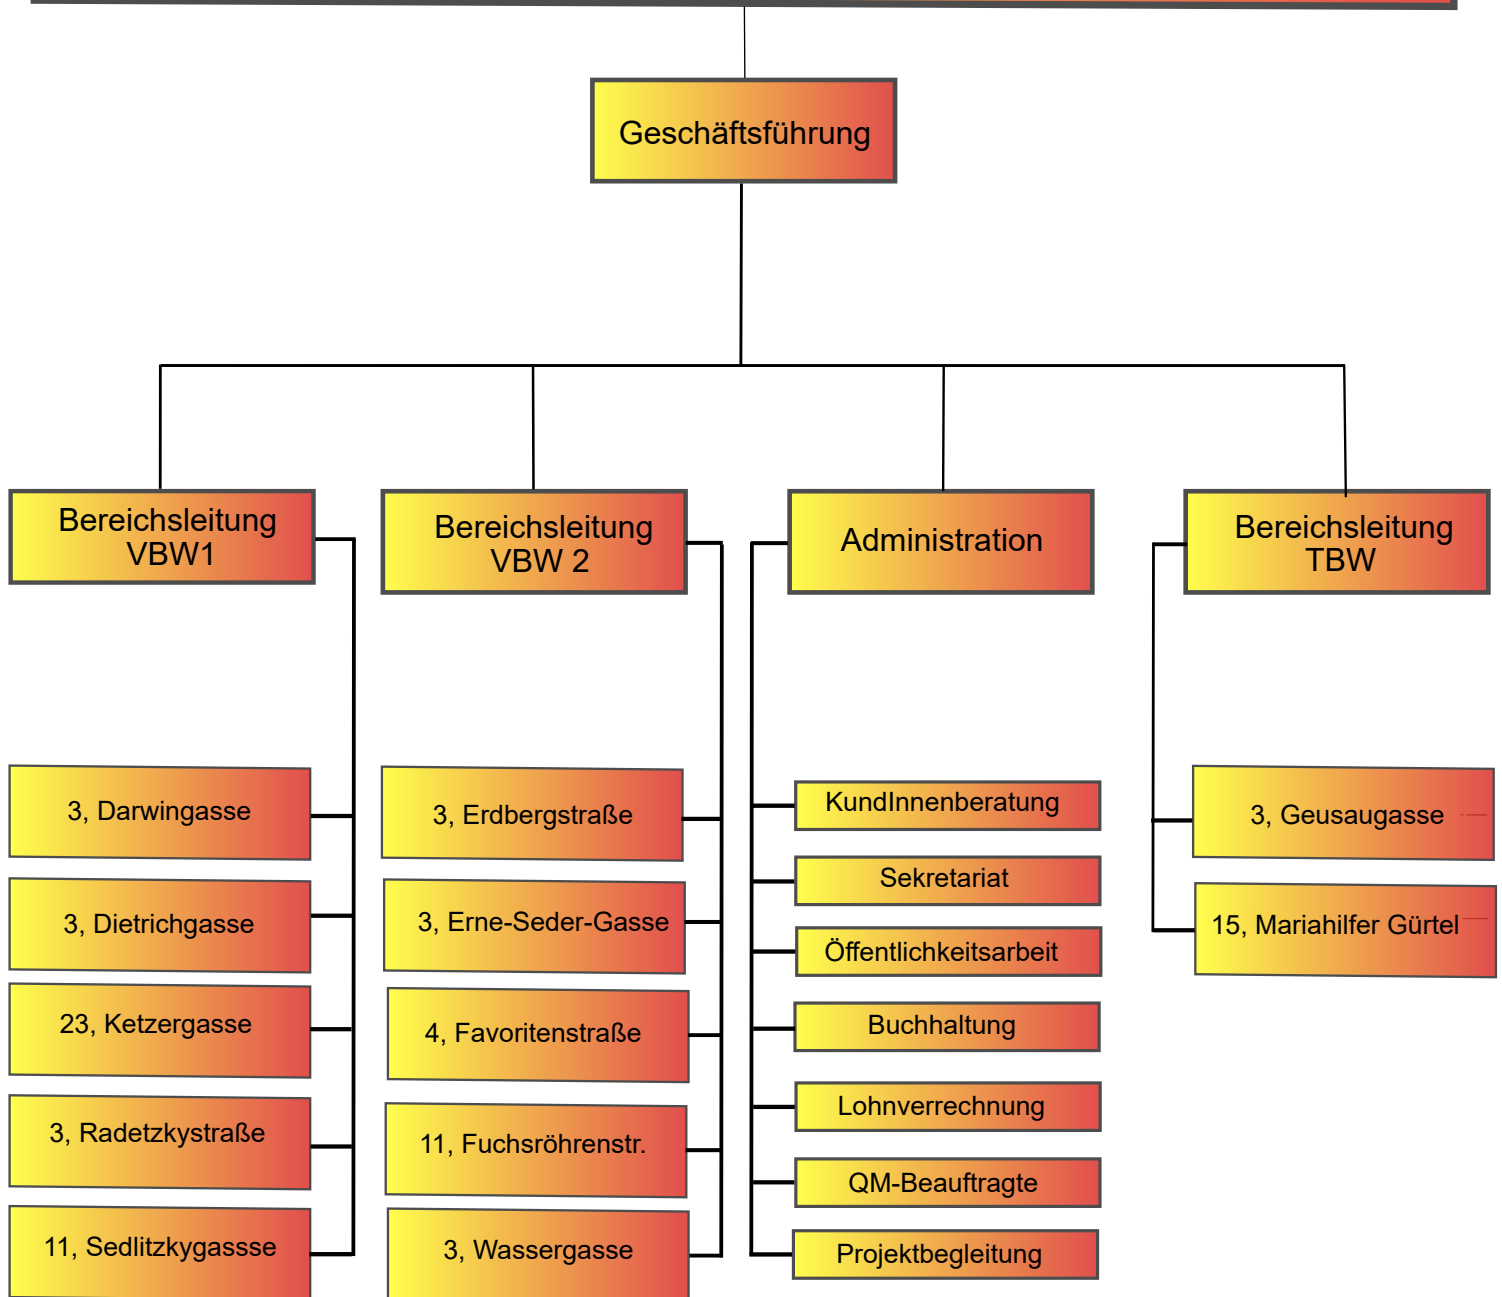 Geschäftsführung
Bereichsleitung
VBW1
Bereichsleitung
VBW 2
Administration
Bereichsleitung
TBW
3, Darwingasse
3, Dietrichgasse
23, Ketzergasse
3, Radetzkystraße
11, Sedlitzkygassse
3, Erdbergstraße
3, Erne-Seder-Gasse
4, Favoritenstraße
11, Fuchsröhrenstr.
3, Wassergasse
KundInnenberatung
Sekretariat
Öffentlichkeitsarbeit
Buchhaltung
Lohnverrechnung
QM-Beauftragte
Projektbegleitung
3, Geusaugasse
15, Mariahilfer Gürtel